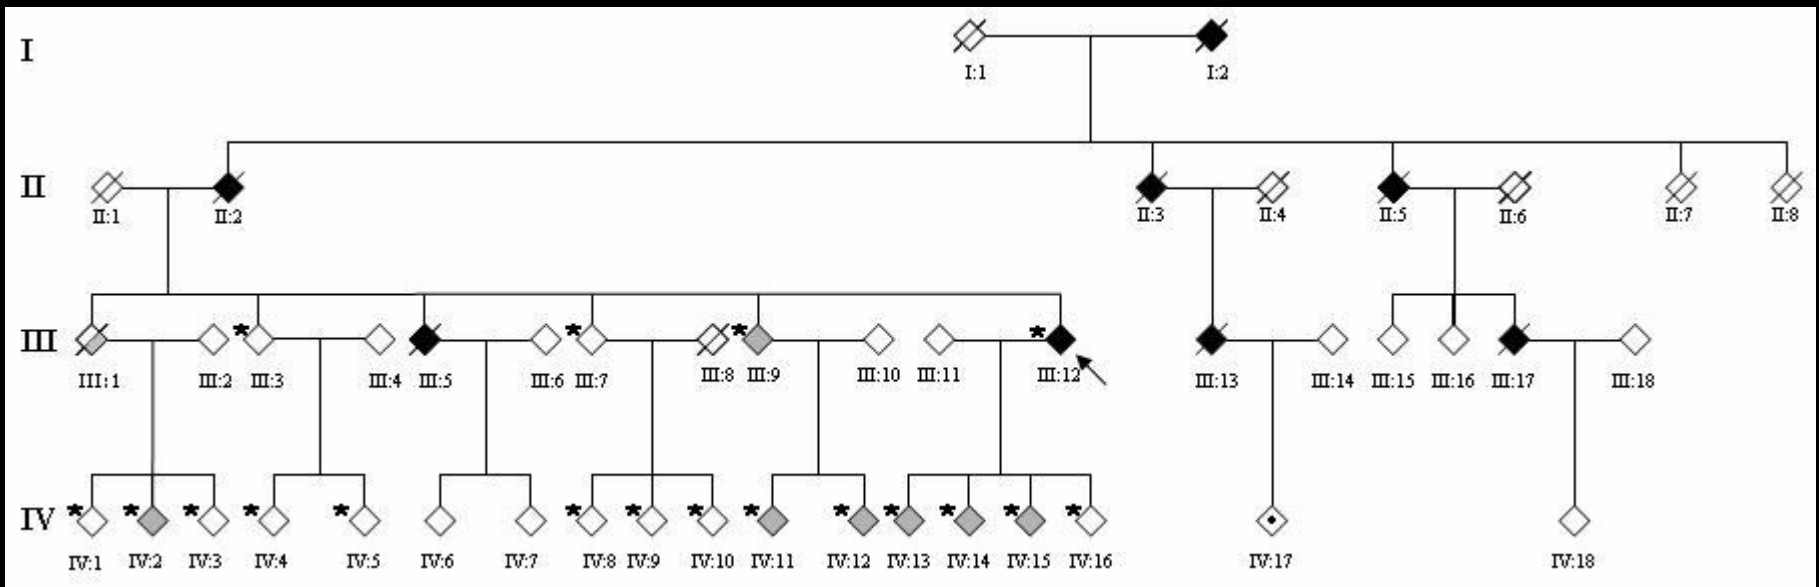 I
I:1 I:2
II
II:1 II:2 II:3 II:4 II:5 II:6 II:7 II:8
III
III:1 III:2 III:3 III:4 III:5 III:6 III:7 III:8 III:9 III:10 III:11 III:12 III:13 III:14 III:15 III:16 III:17 III:18
IV
IV:1 IV:2 IV:3 IV:4 IV:5 IV:6 IV:7 IV:8 IV:9 IV:10 IV:11 IV:12 IV:13 IV:14 IV:15 IV:16 IV:17 IV:18